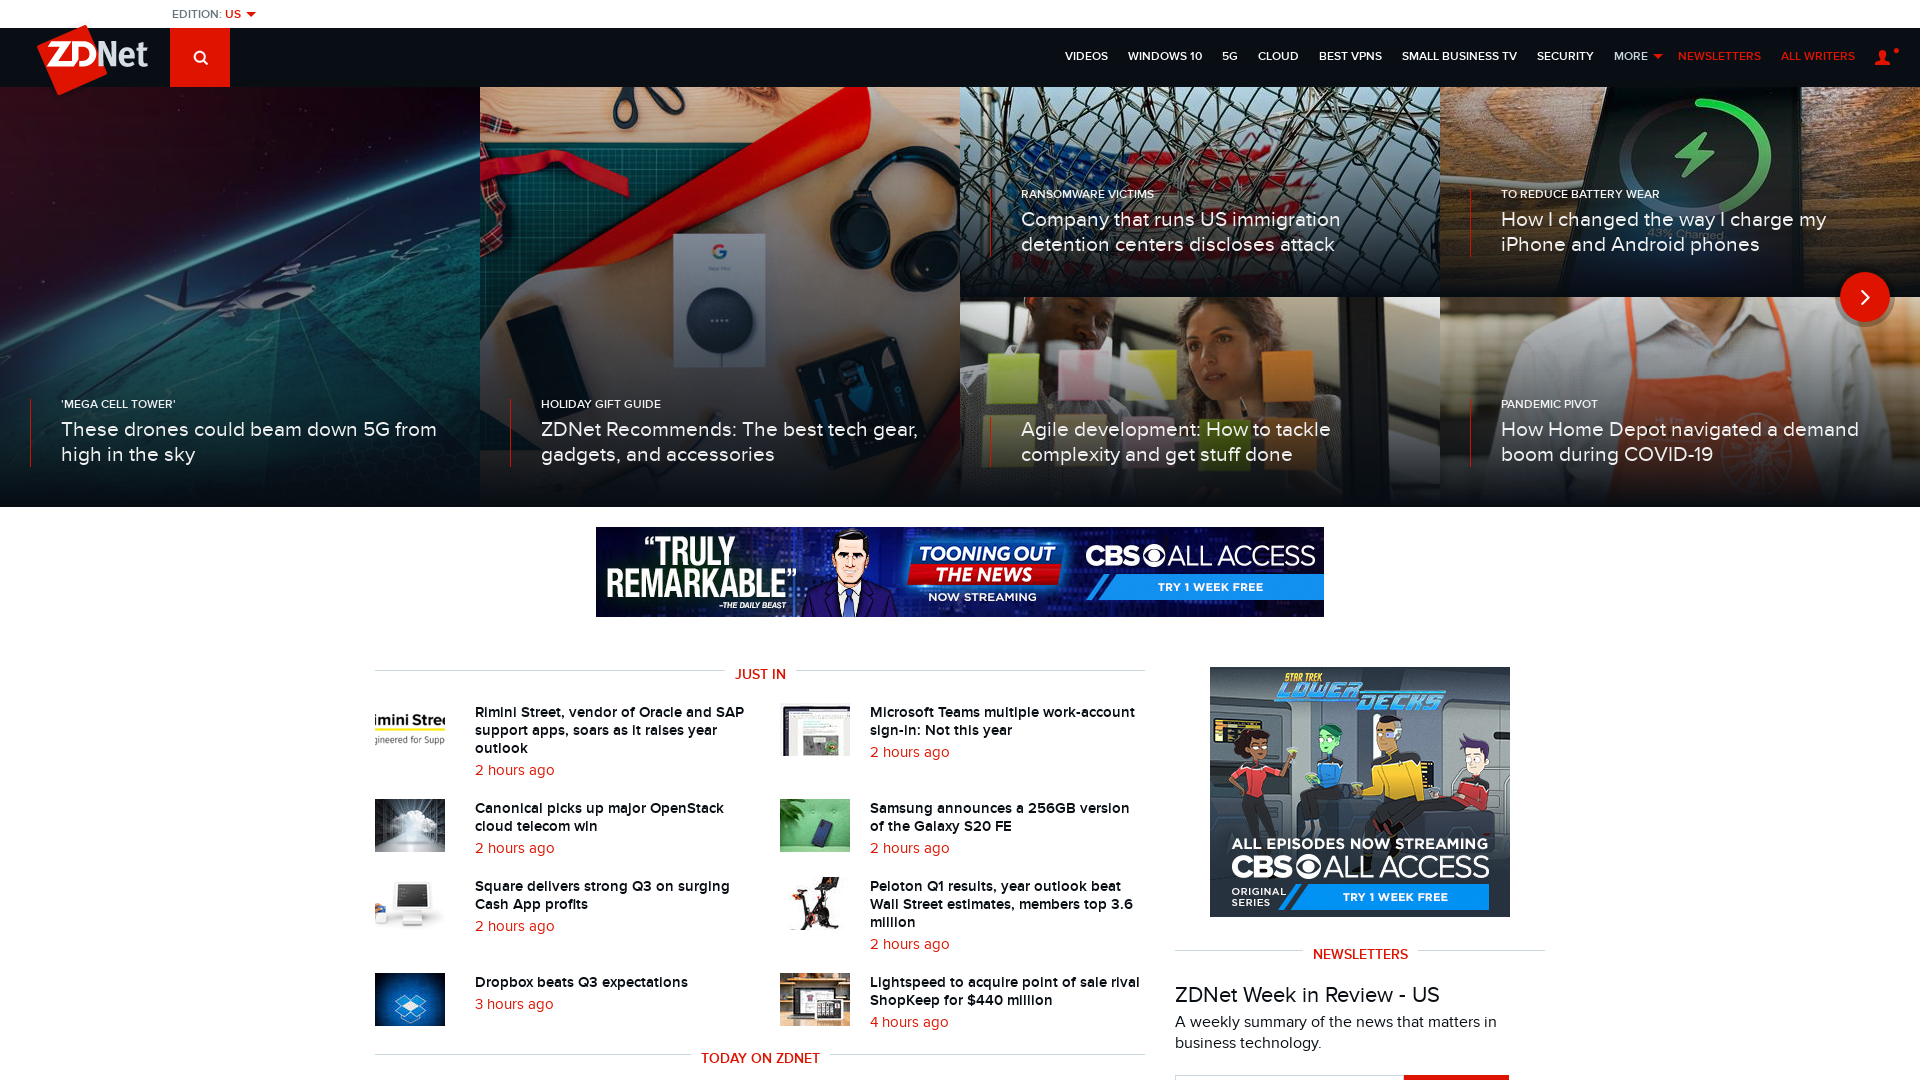 EDITION: US
ZDNet
VIDEOS WINDOWS 10 5G CLOUD BEST VPNS SMALL BUSINESS TV SECURITY MORE NEWSLETTERS ALL WRITERS
'MEGA CELL TOWER'
These drones could beam down 5G from
high in the sky
HOLIDAY GIFT GUIDE
ZDNet Recommends: The best tech gear,
gadgets, and accessories
RANSOMWARE VICTIMS
Company that runs US immigration
detention centers discloses attack
TO REDUCE BATTERY WEAR
How I changed the way I charge my
iPhone and Android phones
43% Charged
Agile development: How to tackle
complexity and get stuff done
PANDEMIC PIVOT
How Home Depot navigated a demand
boom during COVID-19
“TRULY
REMARKABLE”
–THE DAILY BEAST
TOONING OUT
THE NEWS
NOW STREAMING
CBS ALL ACCESS
TRY 1 WEEK FREE
JUST IN
Rimini Street, vendor of Oracle and SAP
support apps, soars as it raises year
outlook
2 hours ago
Microsoft Teams multiple work-account
sign-in: Not this year
2 hours ago
Canonical picks up major OpenStack
cloud telecom win
2 hours ago
Samsung announces a 256GB version
of the Galaxy S20 FE
2 hours ago
Square delivers strong Q3 on surging
Cash App profits
2 hours ago
Peloton Q1 results, year outlook beat
Wall Street estimates, members top 3.6
million
2 hours ago
Dropbox beats Q3 expectations
3 hours ago
Lightspeed to acquire point of sale rival
ShopKeep for $440 million
4 hours ago
TODAY ON ZDNET
STAR TREK
LOWER DECKS
ALL EPISODES NOW STREAMING
CBS ALL ACCESS
ORIGINAL
SERIES
TRY 1 WEEK FREE
NEWSLETTERS
ZDNet Week in Review - US
A weekly summary of the news that matters in
business technology.